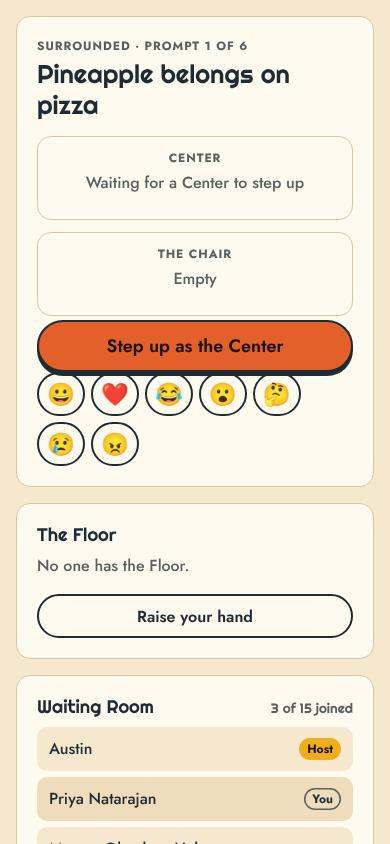 SURROUNDED · PROMPT 1 OF 6
Pineapple belongs on
pizza
CENTER
Waiting for a Center to step up
THE CHAIR
Empty
Step up as the Center
The Floor
No one has the Floor.
Raise your hand
Waiting Room
3 of 15 joined
Austin
Host
Priya Natarajan
You